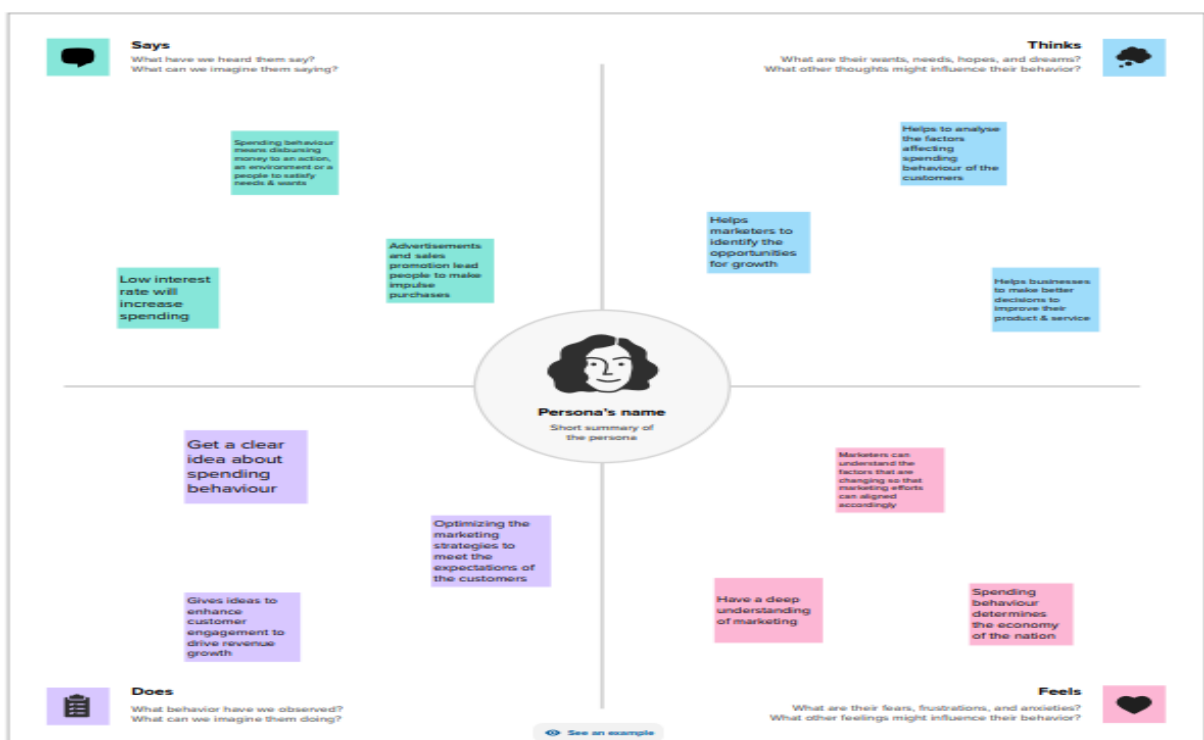 Says
What have we heard them say?
What can we imagine them saying?
Thinks
What are their wants, needs, hopes, and dreams?
What other thoughts might influence their behavior?
Spending behaviour
means disbursing
money to an action,
an environment or a
people to satisfy
needs & wants
Advertisements
and sales
promotion lead
people to make
impulse
purchases
Low interest
rate will
increase
spending
Helps to analyse
the factors
affecting
spending
behaviour of the
customers
Helps
marketers to
identify the
opportunities
for growth
Helps businesses
to make better
decisions to
improve their
product & service
Persona's name
Short summary of
the persona
Get a clear
idea about
spending
behaviour
Optimizing the
marketing
strategies to
meet the
expectations of
the customers
Gives ideas to
enhance
customer
engagement to
drive revenue
growth
Marketers can
understand the
factors that are
changing so that
marketing efforts
can aligned
accordingly
Have a deep
understanding
of marketing
Spending
behaviour
determines
the economy
of the nation
Does
What behavior have we observed?
What can we imagine them doing?
Feels
What are their fears, frustrations, and anxieties?
What other feelings might influence their behavior?
See an example